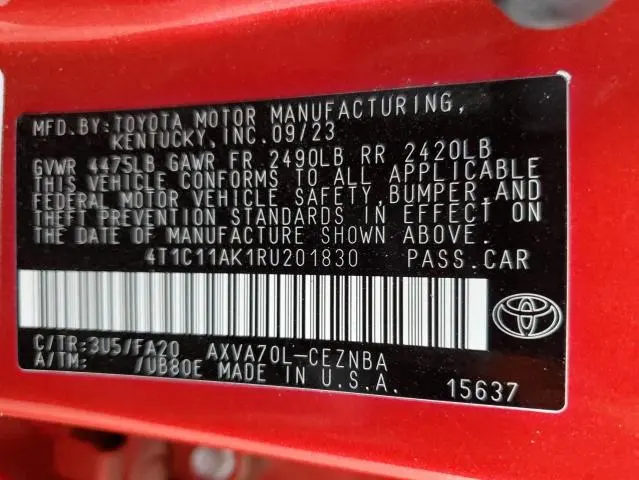 MFD.BY:TOYOTA MOTOR MANUFACTURING,
KENTUCKY, INC.09/23
GVWR 4475LB GAWR FR 2490LB RR 2420LB
THIS VEHICLE CONFORMS TO ALL APPLICABLE
FEDERAL MOTOR VEHICLE SAFETY,BUMPER,AND
THEFT PREVENTION STANDARDS IN EFFECT ON
THE DATE OF MANUFACTURE SHOWN ABOVE.
4T1C11AK1RU201830 PASS.CAR
C/TR:3U5/FA20 AXVA70L-CEZNBA
A/TM: /UB80E MADE IN U.S.A.
15637